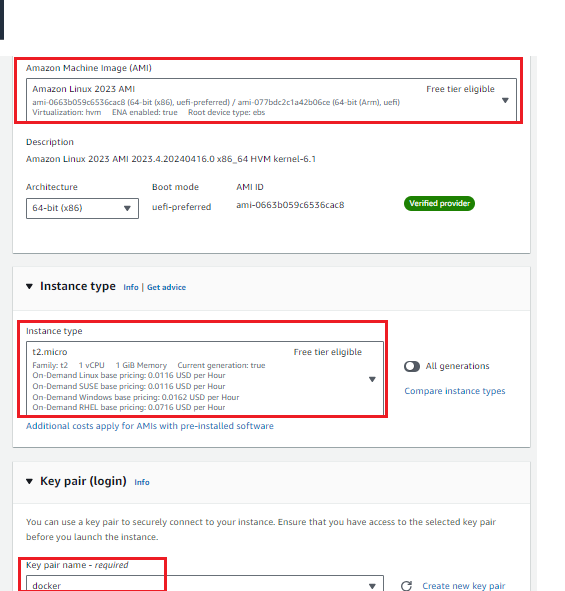 Amazon Machine Image (AMI)
Amazon Linux 2023 AMI Free tier eligible
ami-0663b059c6536cac8 (64-bit (x86), uefi-preferred) / ami-077bdc2c1a42b06ce (64-bit (Arm), uefi)
Virtualization: hvm ENA enabled: true Root device type: ebs
Description
Amazon Linux 2023 AMI 2023.4.20240416.0 x86_64 HVM kernel-6.1
Architecture Boot mode AMI ID
64-bit (x86) uefi-preferred ami-0663b059c6536cac8 Verified provider
Instance type Info | Get advice
Instance type
t2.micro Free tier eligible
Family: t2 1 vCPU 1 GiB Memory Current generation: true
On-Demand Linux base pricing: 0.0116 USD per Hour
On-Demand SUSE base pricing: 0.0116 USD per Hour
On-Demand Windows base pricing: 0.0162 USD per Hour
On-Demand RHEL base pricing: 0.0716 USD per Hour
All generations
Compare instance types
Additional costs apply for AMIs with pre-installed software
Key pair (login) Info
You can use a key pair to securely connect to your instance. Ensure that you have access to the selected key pair
before you launch the instance.
Key pair name - required
docker Create new key pair